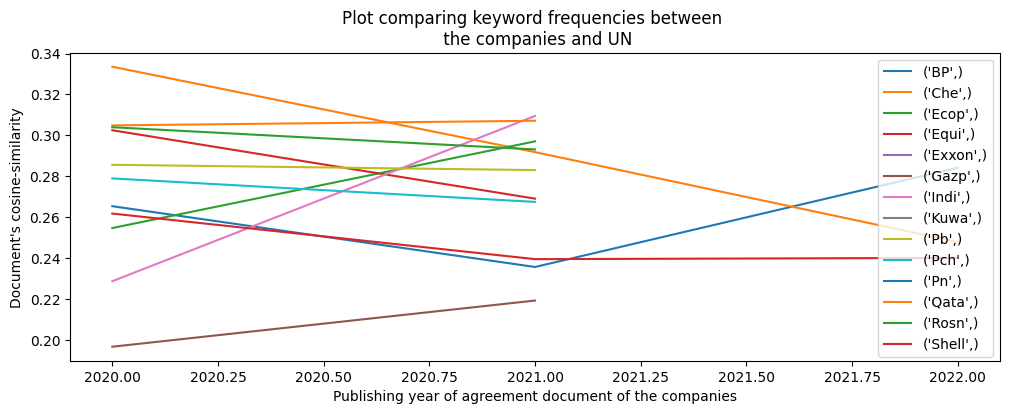 Plot comparing keyword frequencies between
the companies and UN
Document's cosine-similarity
0.34
0.32
0.30
0.28
0.26
0.24
0.22
0.20
('BP',)
('Che',)
('Ecop',)
('Equi',)
('Exxon',)
('Gazp',)
('Indi',)
('Kuwa',)
('Pb',)
('Pch',)
('Pn',)
('Qata',)
('Rosn',)
('Shell',)
2020.00 2020.25 2020.50 2020.75 2021.00 2021.25 2021.50 2021.75 2022.00
Publishing year of agreement document of the companies